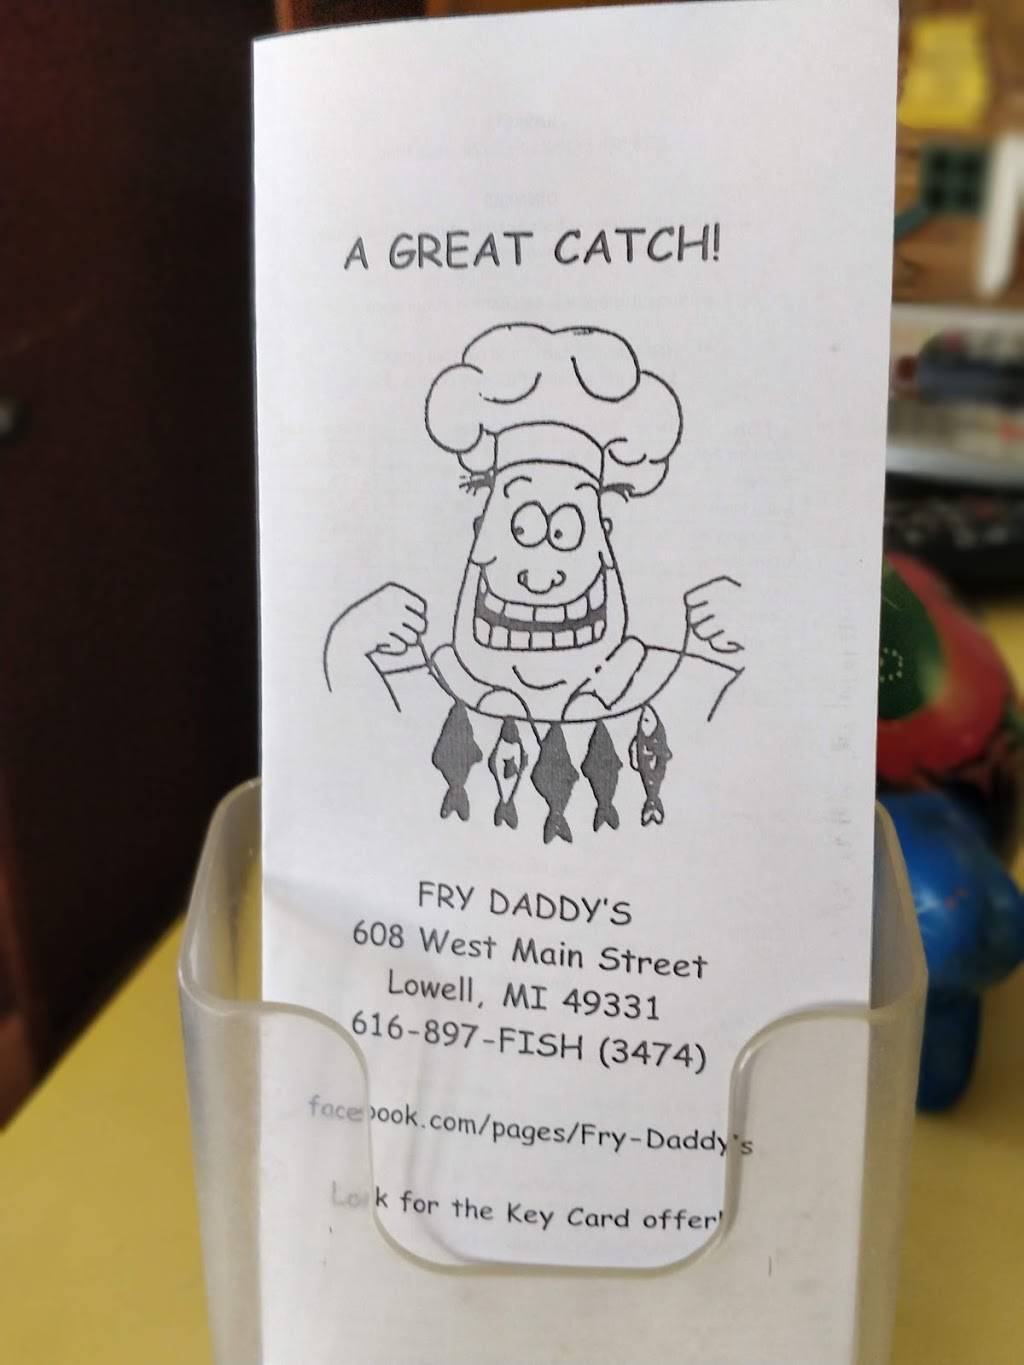 A GREAT CATCH!
FRY DADDY'S
608 West Main Street
Lowell, MI 49331
616-897-FISH (3474)
facebook.com/pages/Fry-Daddy's
Look for the Key Card offer!